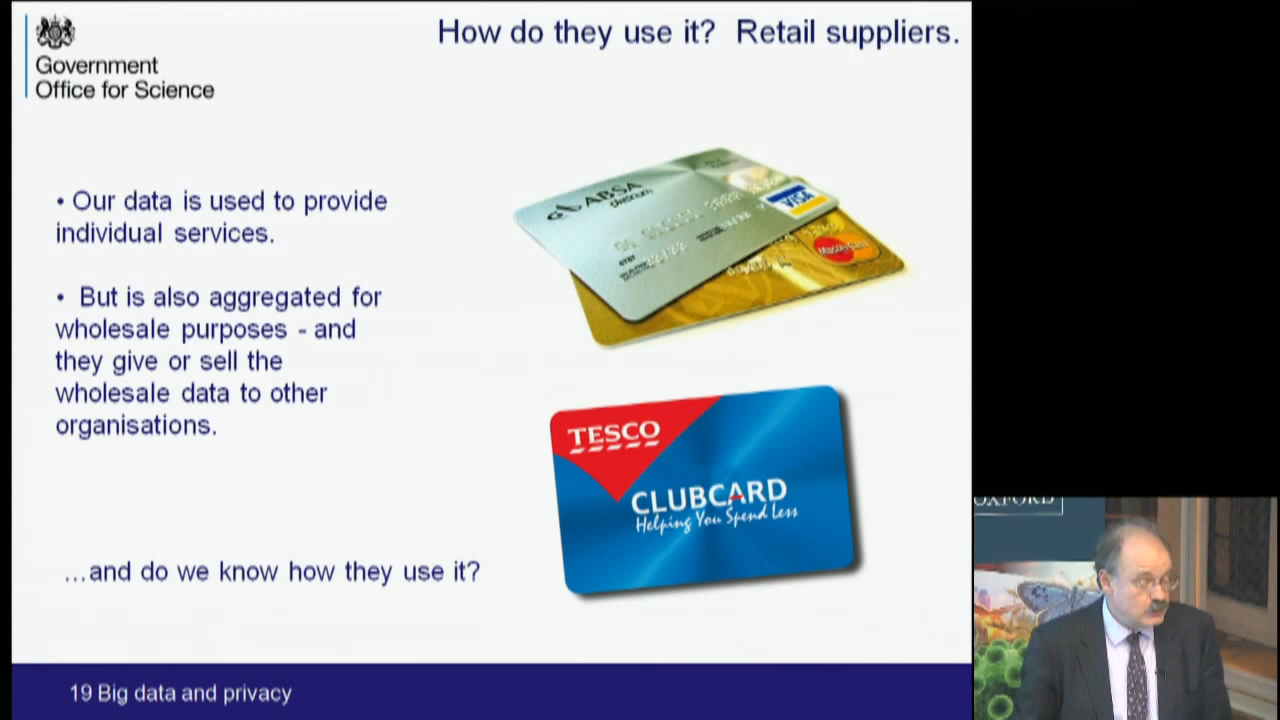 How do they use it? Retail suppliers.
Government
Office for Science
• Our data is used to provide
individual services.
• But is also aggregated for
wholesale purposes - and
they give or sell the
wholesale data to other
organisations.
…and do we know how they use it?
ABSA
platinum
VISA
MasterCard
TESCO
CLUBCARD
Helping You Spend Less
OXFORD
19 Big data and privacy